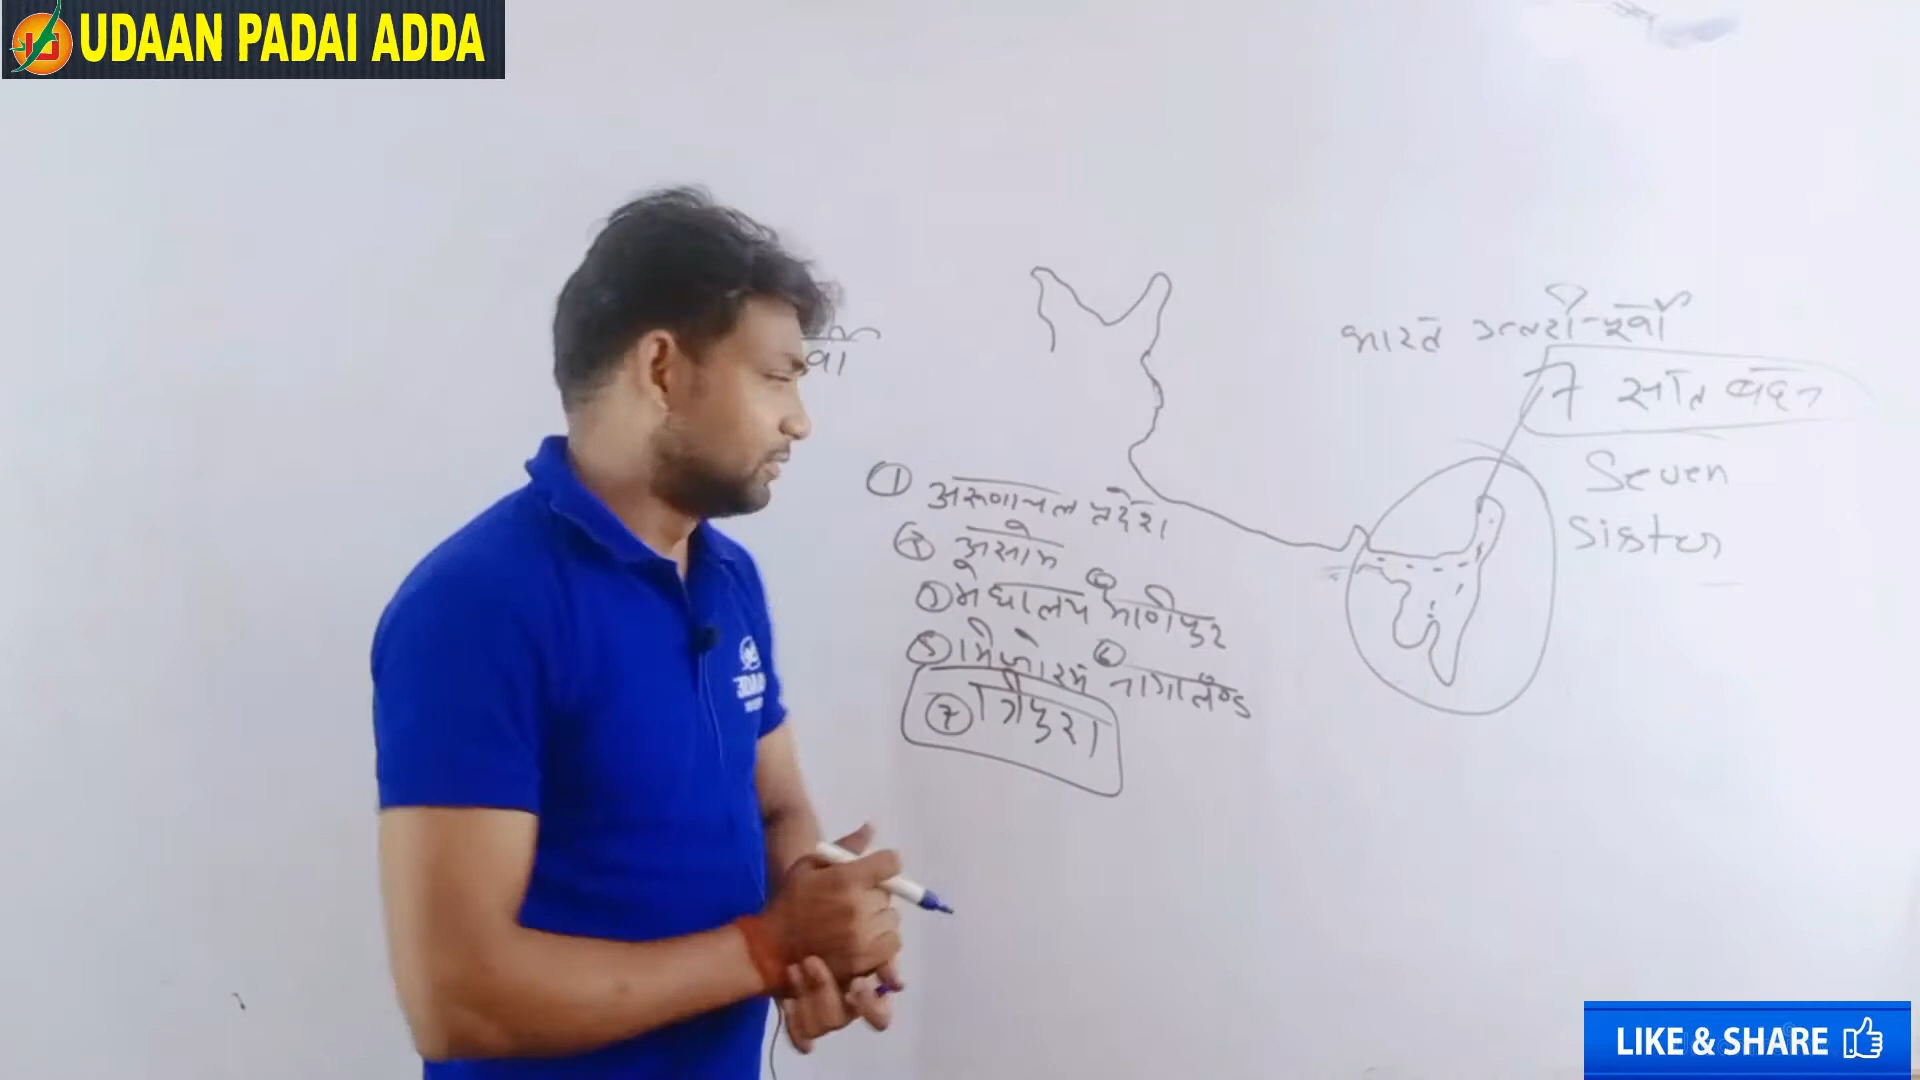 UDAAN PADAI ADDA
भारत उत्तरी-पूर्वी
7 सात बहन
Seven
Sister
① अरूणाचल प्रदेश
② असोम
③ मेघालय ④ मणिपुर
⑤ मिजोरम ⑥ नागालैण्ड
⑦ त्रिपुरा
LIKE & SHARE